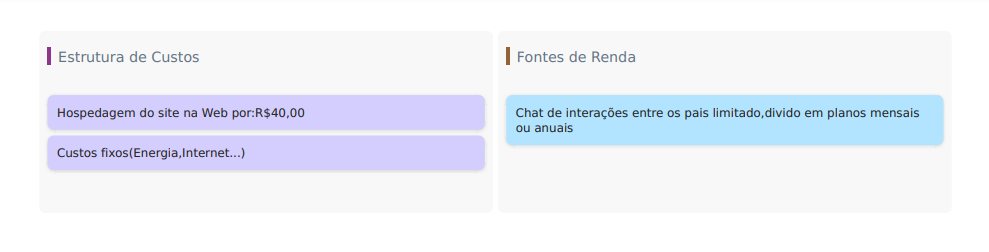 Estrutura de Custos
Hospedagem do site na Web por:R$40,00
Custos fixos(Energia,Internet...)
Fontes de Renda
Chat de interações entre os pais limitado,divido em planos mensais
ou anuais